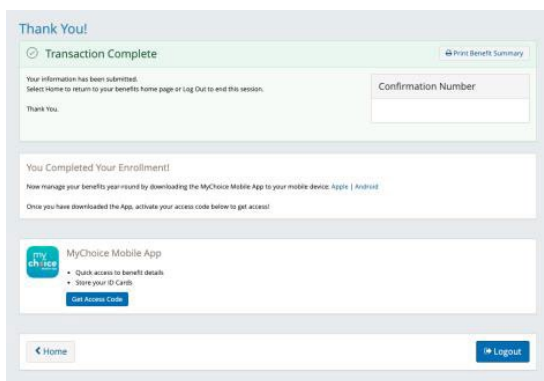 Thank You!
Transaction Complete
Print Benefit Summary
Your information has been submitted.
Select Home to return to your benefits home page or Log Out to end this session.
Thank You.
Confirmation Number
You Completed Your Enrollment!
Now manage your benefits year-round by downloading the MyChoice Mobile App to your mobile device: Apple | Android
Once you have downloaded the App, activate your access code below to get access!
my
choice
MyChoice Mobile App
• Quick access to benefit details
• Store your ID Cards
Get Access Code
Home
Logout